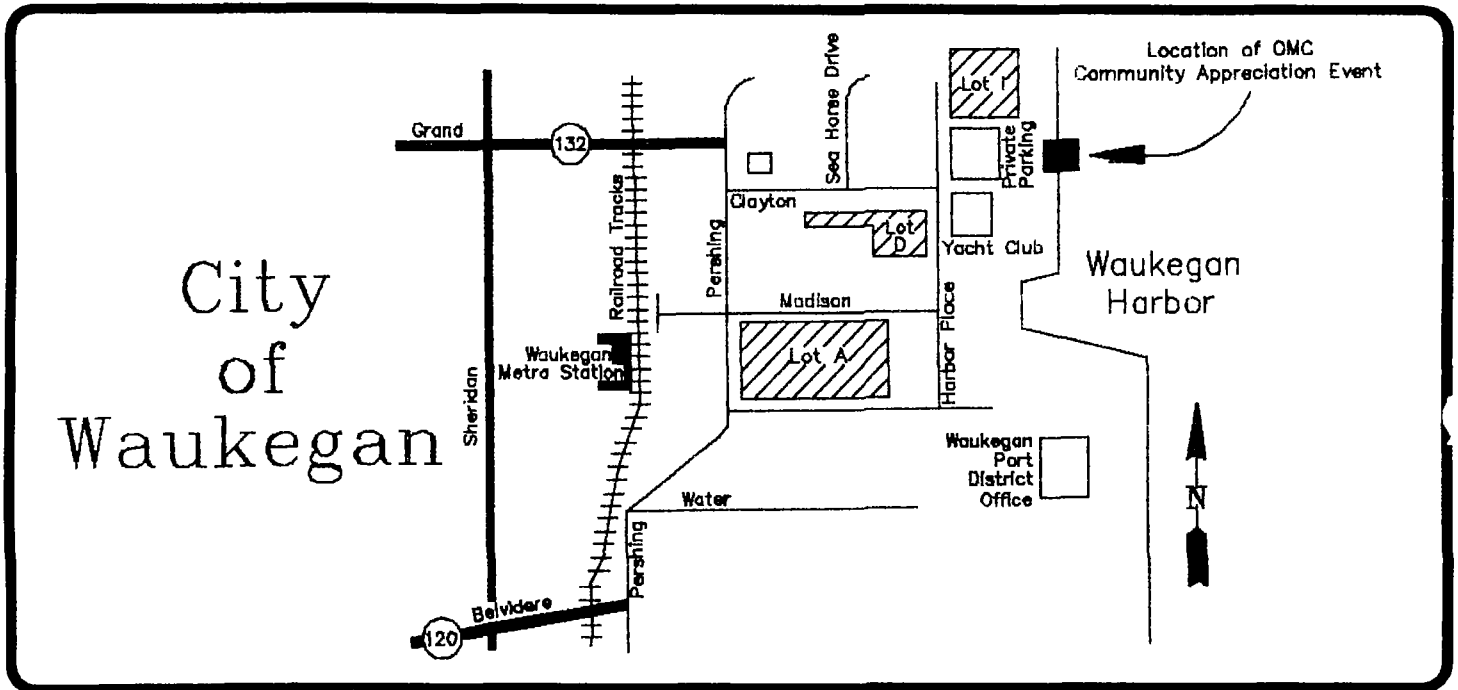 City
of
Waukegan
Grand
132
Sheridan
Railroad Tracks
Waukegan
Metra Station
Belvidere
120
Pershing
Pershing
Water
Clayton
Sea Horse Drive
Madison
Harbor Place
Lot A
Lot
D
Lot 1
Private
Parking
Yacht Club
Location of OMC
Community Appreciation Event
Waukegan
Harbor
Waukegan
Port
District
Office
N